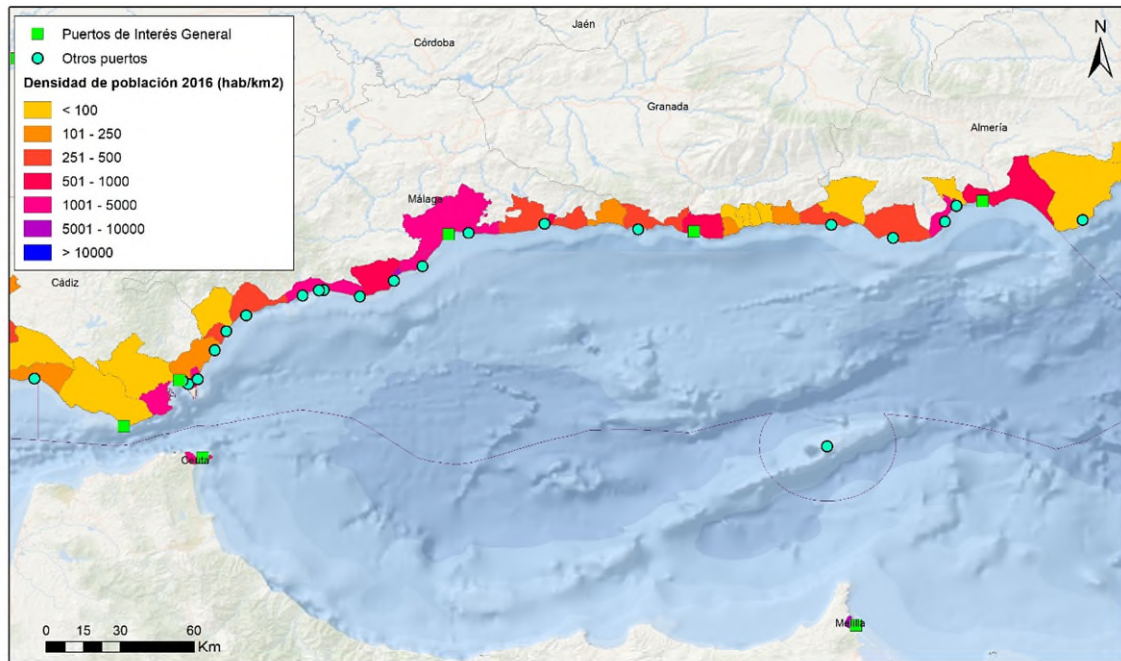 Puertos de Interés General
Otros puertos
Densidad de población 2016 (hab/km2)
< 100
101 - 250
251 - 500
501 - 1000
1001 - 5000
5001 - 10000
> 10000
Jaén
Córdoba
N
Granada
Almería
Málaga
Cádiz
Ceuta
Melilla
0 15 30 60
Km